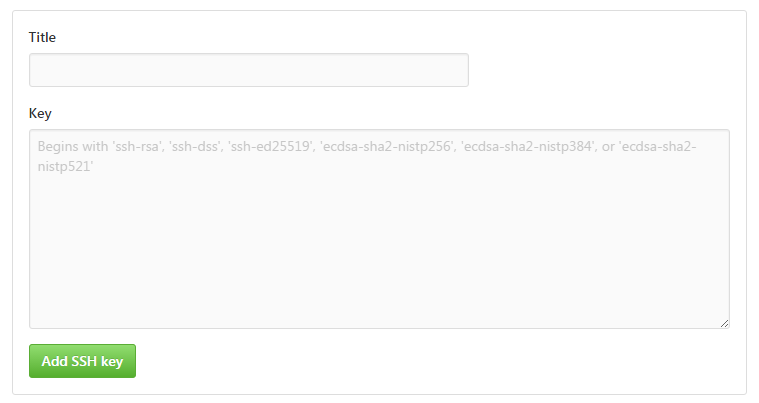 Title
Key
Begins with 'ssh-rsa', 'ssh-dss', 'ssh-ed25519', 'ecdsa-sha2-nistp256', 'ecdsa-sha2-nistp384', or 'ecdsa-sha2-
nistp521'
Add SSH key